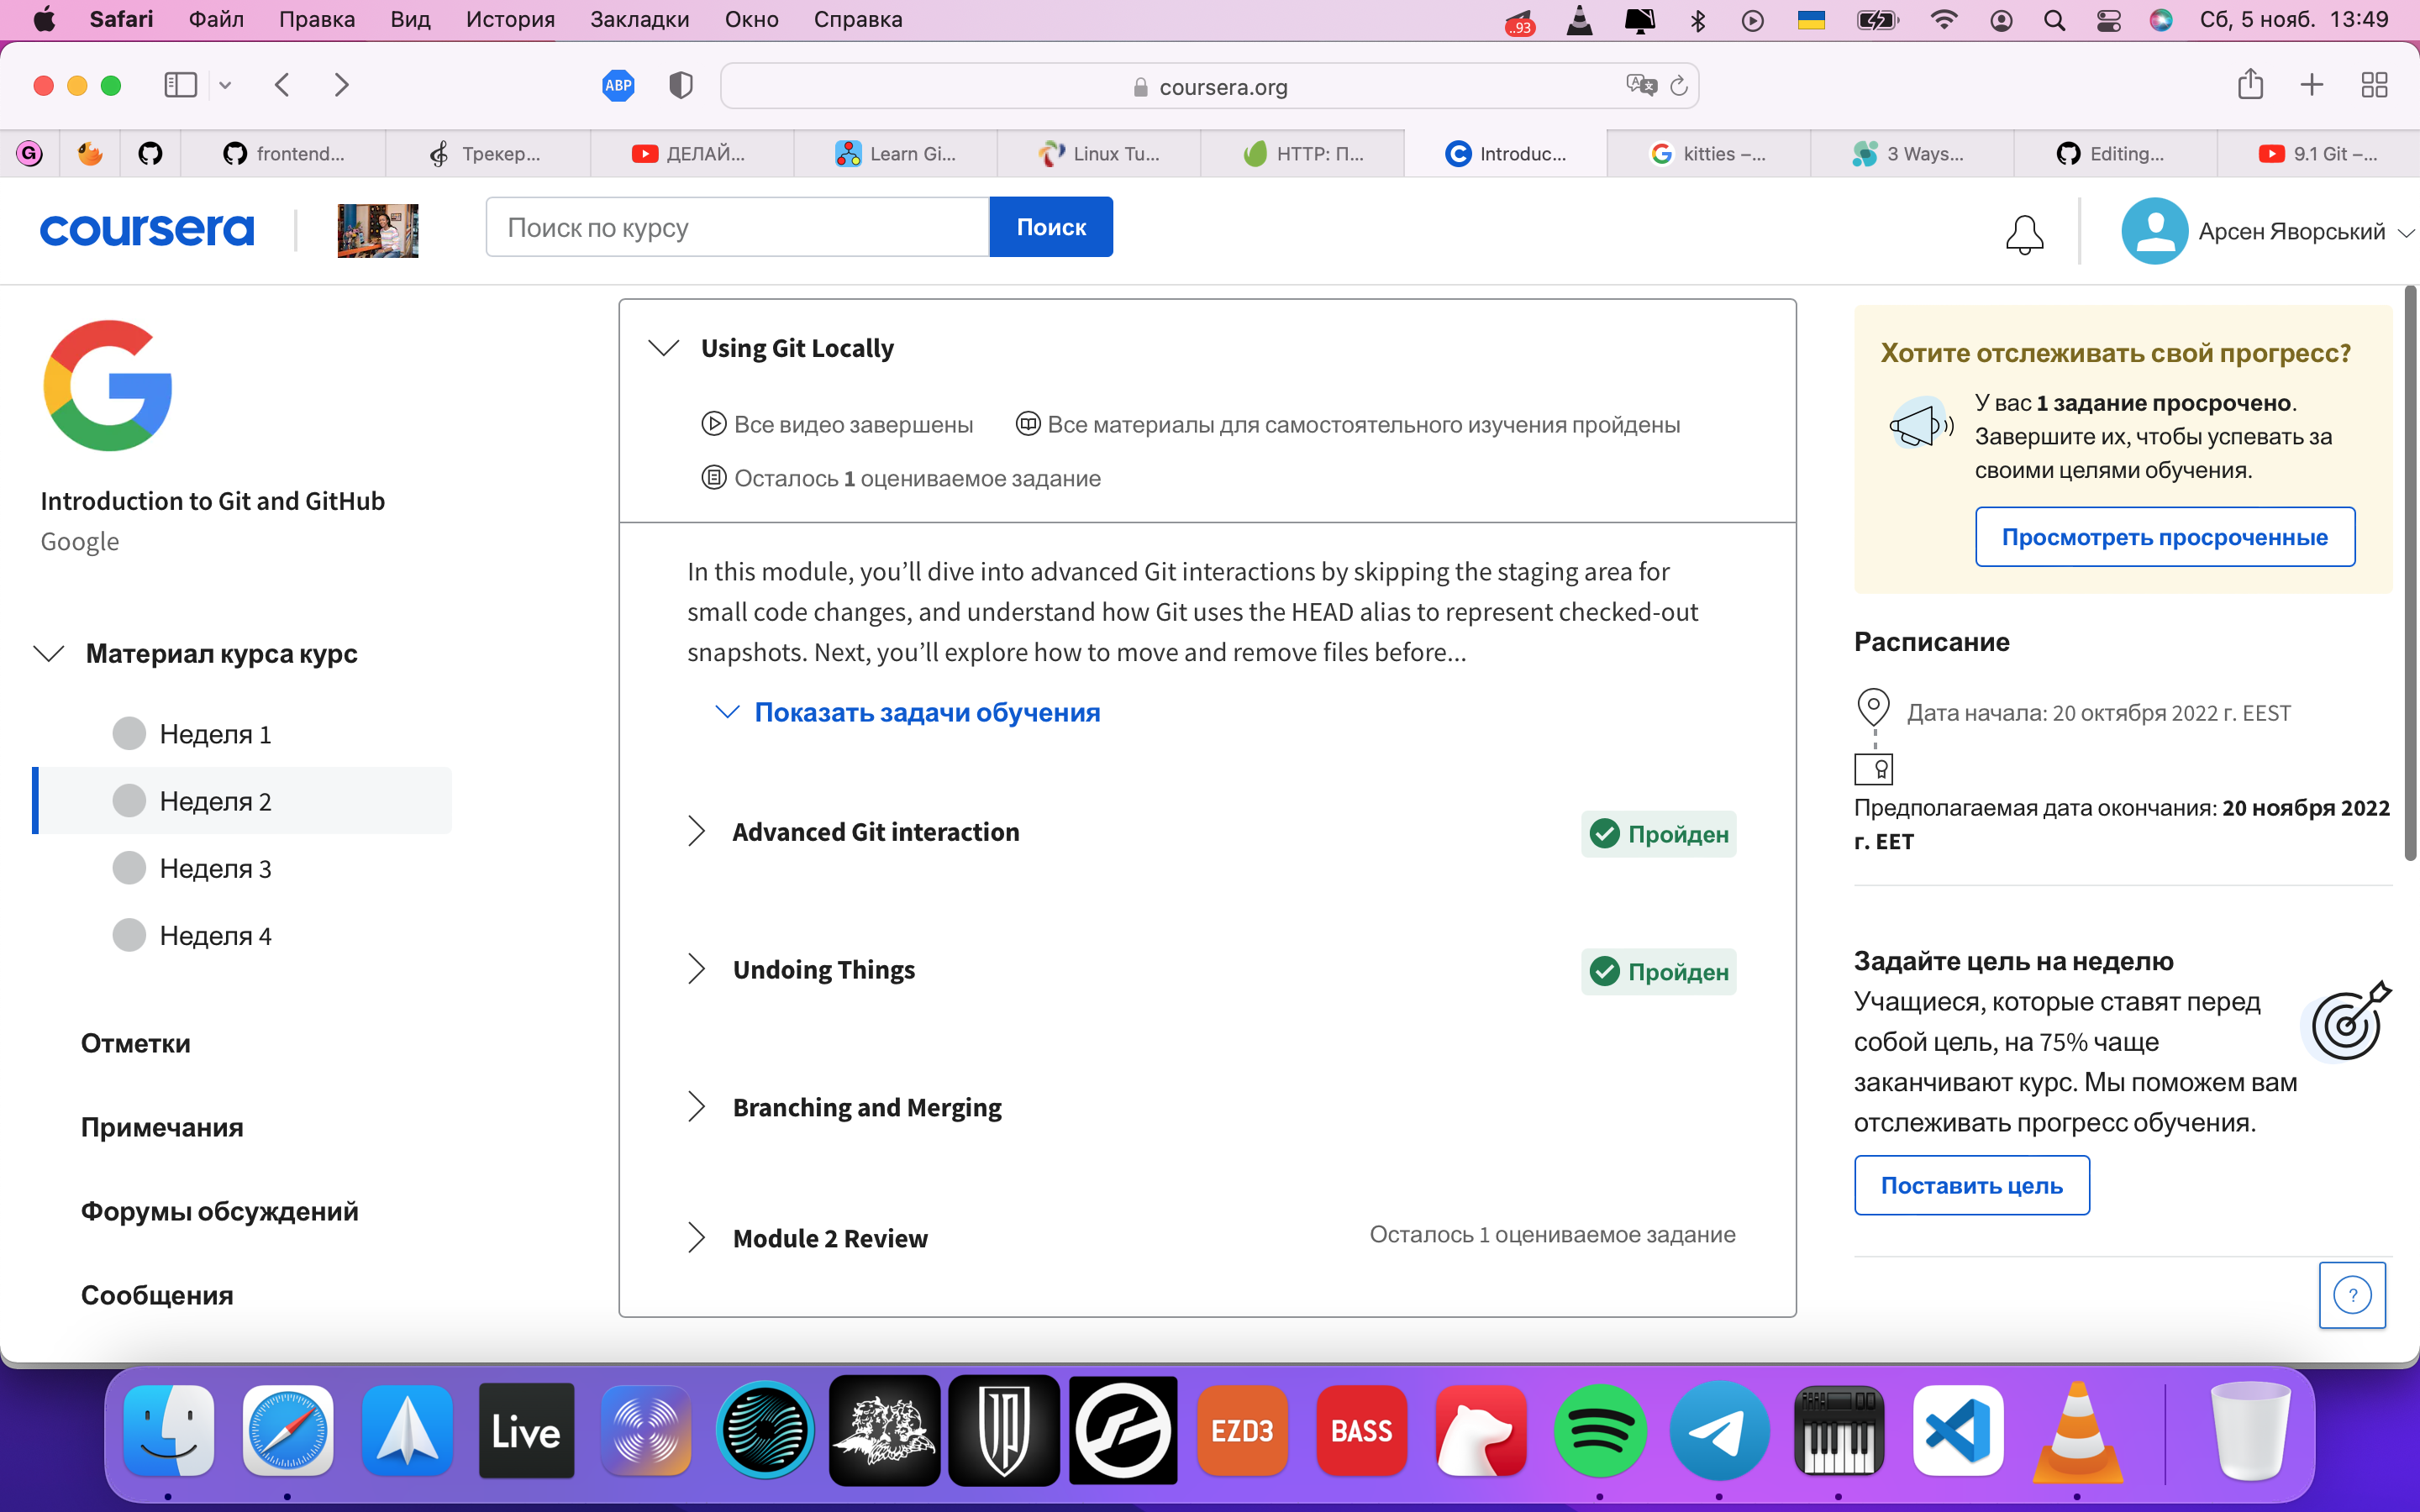 Safari Файл Правка Вид История Закладки Окно Справка
..93
Сб, 5 нояб. 13:49
ABP
coursera.org
G
frontend...
Трекер...
ДЕЛАЙ...
Learn Gi...
Linux Tu...
HTTP: П...
Introduc...
kitties –...
3 Ways...
Editing...
9.1 Git –...
coursera
Поиск по курсу
Поиск
Арсен Яворський
Introduction to Git and GitHub
Google
Материал курса курс
Неделя 1
Неделя 2
Неделя 3
Неделя 4
Отметки
Примечания
Форумы обсуждений
Сообщения
Using Git Locally
Все видео завершены
Все материалы для самостоятельного изучения пройдены
Осталось 1 оцениваемое задание
In this module, you’ll dive into advanced Git interactions by skipping the staging area for
small code changes, and understand how Git uses the HEAD alias to represent checked-out
snapshots. Next, you’ll explore how to move and remove files before...
Показать задачи обучения
Advanced Git interaction
Пройден
Undoing Things
Пройден
Branching and Merging
Module 2 Review
Осталось 1 оцениваемое задание
Хотите отслеживать свой прогресс?
У вас 1 задание просрочено.
Завершите их, чтобы успевать за
своими целями обучения.
Просмотреть просроченные
Расписание
Дата начала: 20 октября 2022 г. EEST
Предполагаемая дата окончания: 20 ноября 2022
г. EET
Задайте цель на неделю
Учащиеся, которые ставят перед
собой цель, на 75% чаще
заканчивают курс. Мы поможем вам
отслеживать прогресс обучения.
Поставить цель
?
Live
EZD3
BASS